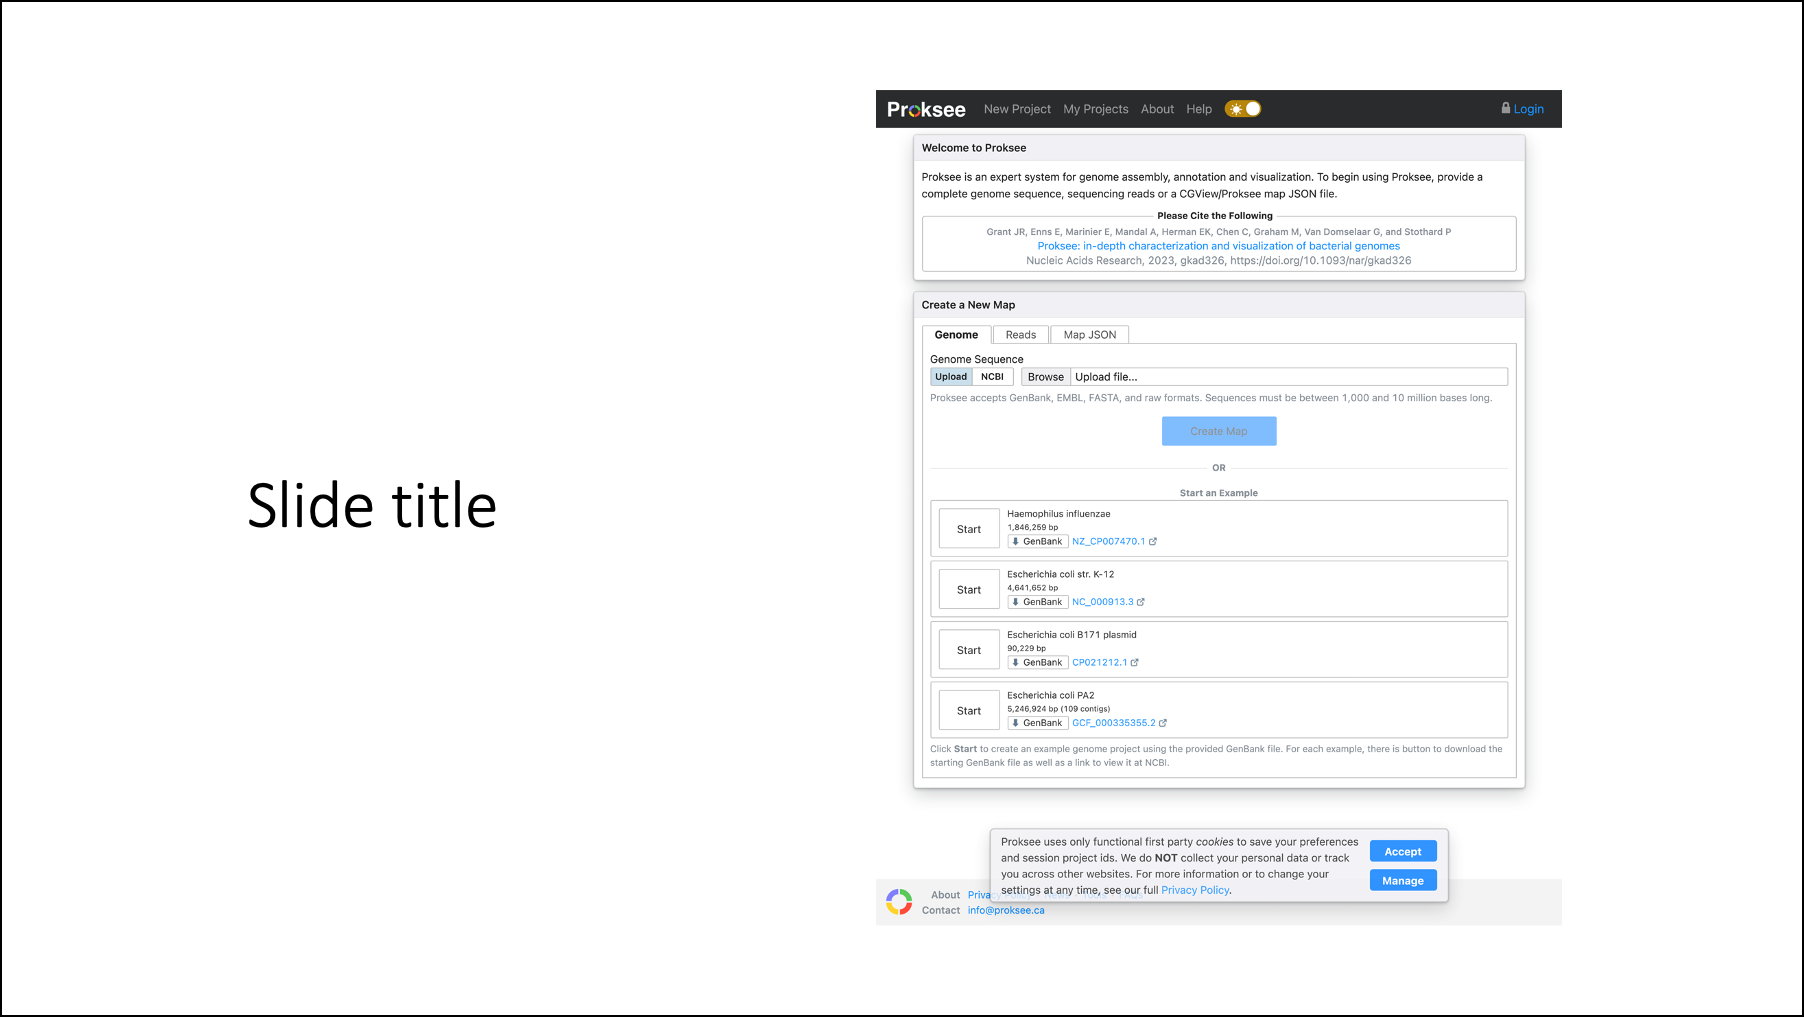 Slide title
Proksee New Project My Projects About Help Login
Welcome to Proksee
Proksee is an expert system for genome assembly, annotation and visualization. To begin using Proksee, provide a
complete genome sequence, sequencing reads or a CGView/Proksee map JSON file.
Please Cite the Following
Grant JR, Enns E, Marinier E, Mandal A, Herman EK, Chen C, Graham M, Van Domselaar G, and Stothard P
Proksee: in-depth characterization and visualization of bacterial genomes
Nucleic Acids Research, 2023, gkad326, https://doi.org/10.1093/nar/gkad326
Create a New Map
Genome Reads Map JSON
Genome Sequence
Upload NCBI Browse Upload file...
Proksee accepts GenBank, EMBL, FASTA, and raw formats. Sequences must be between 1,000 and 10 million bases long.
Create Map
OR
Start an Example
Start
Haemophilus influenzae
1,846,259 bp
GenBank NZ_CP007470.1
Start
Escherichia coli str. K-12
4,641,652 bp
GenBank NC_000913.3
Start
Escherichia coli B171 plasmid
90,229 bp
GenBank CP021212.1
Start
Escherichia coli PA2
5,246,924 bp (109 contigs)
GenBank GCF_000335355.2
Click Start to create an example genome project using the provided GenBank file. For each example, there is button to download the
starting GenBank file as well as a link to view it at NCBI.
Proksee uses only functional first party cookies to save your preferences
and session project ids. We do NOT collect your personal data or track
you across other websites. For more information or to change your
settings at any time, see our full Privacy Policy.
Accept
Manage
About Privacy Policy
Contact info@proksee.ca